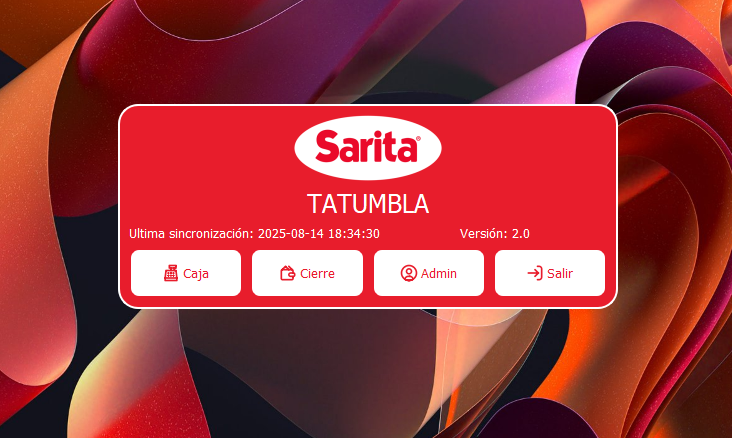 Sarita®
TATUMBLA
Ultima sincronización: 2025-08-14 18:34:30 Versión: 2.0
Caja Cierre Admin Salir